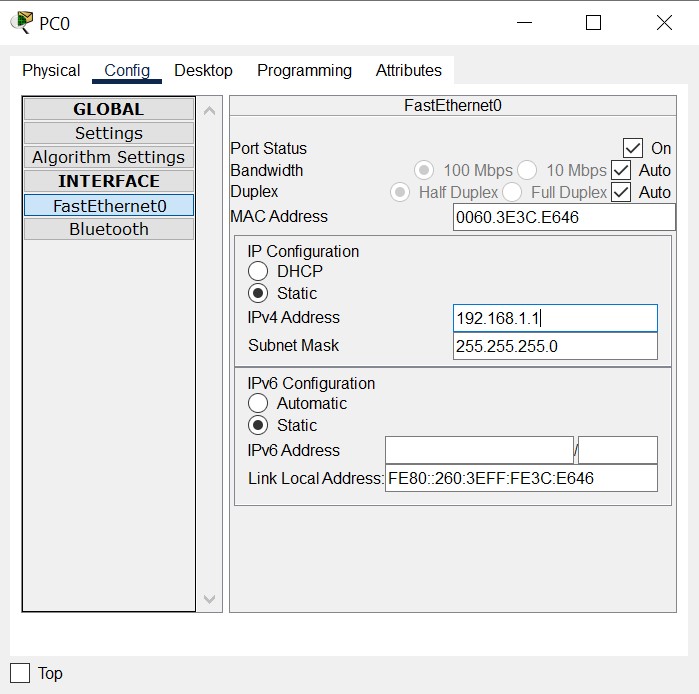 PC0
Physical Config Desktop Programming Attributes
GLOBAL
Settings
Algorithm Settings
INTERFACE
FastEthernet0
Bluetooth
FastEthernet0
Port Status On
Bandwidth 100 Mbps 10 Mbps Auto
Duplex Half Duplex Full Duplex Auto
MAC Address 0060.3E3C.E646
IP Configuration
DHCP
Static
IPv4 Address 192.168.1.1
Subnet Mask 255.255.255.0
IPv6 Configuration
Automatic
Static
IPv6 Address /
Link Local Address: FE80::260:3EFF:FE3C:E646
Top